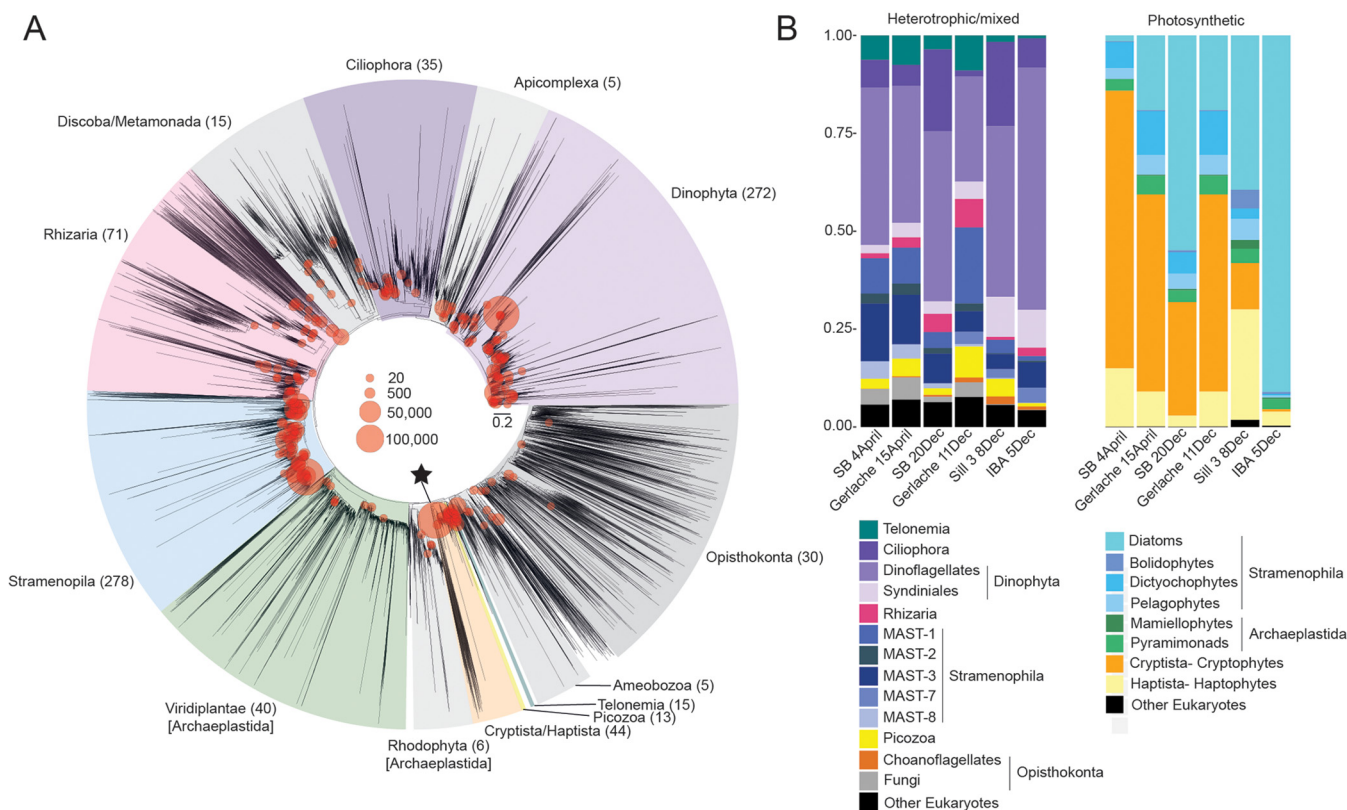 A
Ciliophora (35)
Apicomplexa (5)
Discoba/Metamonada (15)
Dinophyta (272)
Rhizaria (71)
20
500
50,000
100,000
0.2
Opisthokonta (30)
Stramenopila (278)
Ameobozoa (5)
Telonemia (15)
Picozoa (13)
Cryptista/Haptista (44)
Viridiplantae (40)
[Archaeplastida]
Rhodophyta (6)
[Archaeplastida]
B
Heterotrophic/mixed
Photosynthetic
1.00
0.75
0.50
0.25
0.00
SB 4April
Gerlache 15April
SB 20Dec
Gerlache 11Dec
Sill 3 8Dec
IBA 5Dec
SB 4April
Gerlache 15April
SB 20Dec
Gerlache 11Dec
Sill 3 8Dec
IBA 5Dec
Telonemia
Ciliophora
Dinoflagellates
Syndiniales
Dinophyta
Rhizaria
MAST-1
MAST-2
MAST-3
MAST-7
MAST-8
Stramenophila
Picozoa
Choanoflagellates
Fungi
Opisthokonta
Other Eukaryotes
Diatoms
Bolidophytes
Dictyochophytes
Pelagophytes
Stramenophila
Mamiellophytes
Pyramimonads
Archaeplastida
Cryptista- Cryptophytes
Haptista- Haptophytes
Other Eukaryotes